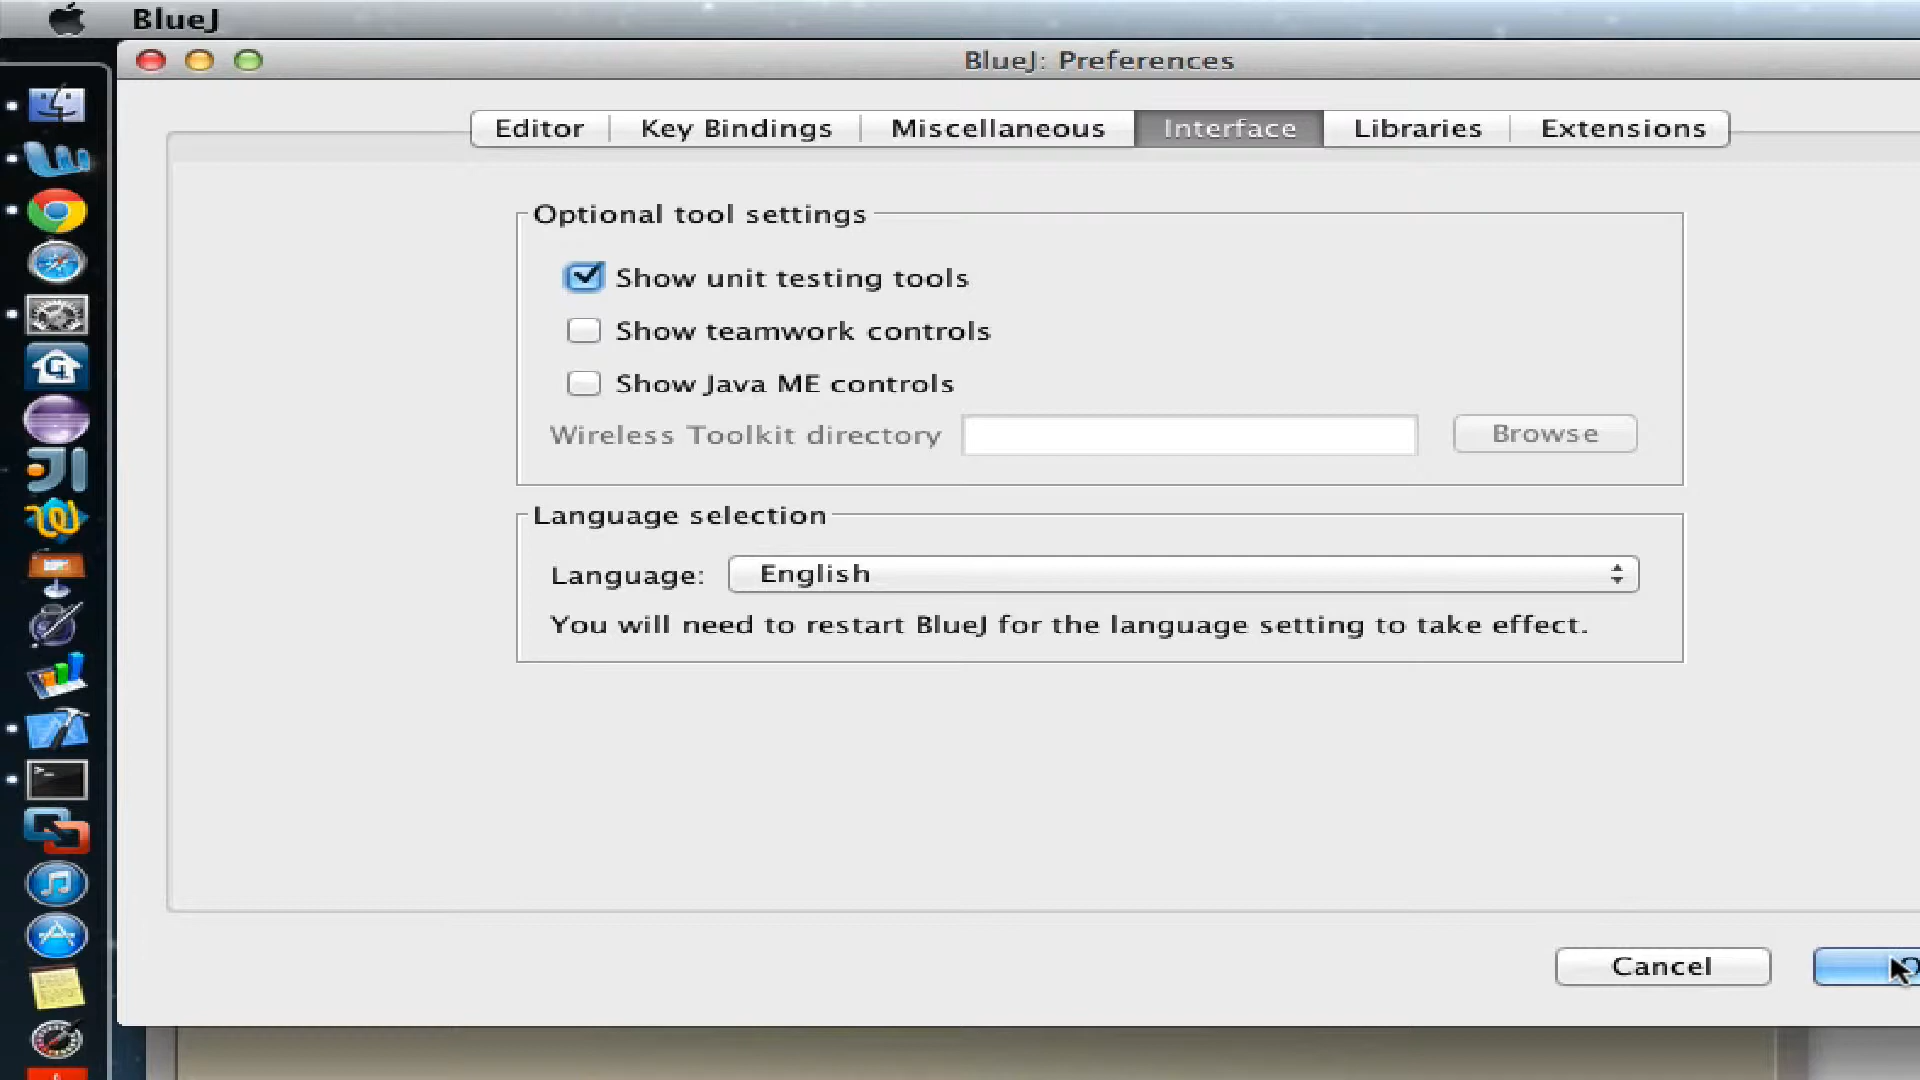 BlueJ
BlueJ: Preferences
Editor Key Bindings Miscellaneous Interface Libraries Extensions
Optional tool settings
Show unit testing tools
Show teamwork controls
Show Java ME controls
Wireless Toolkit directory Browse
Language selection
Language: English
You will need to restart BlueJ for the language setting to take effect.
Cancel